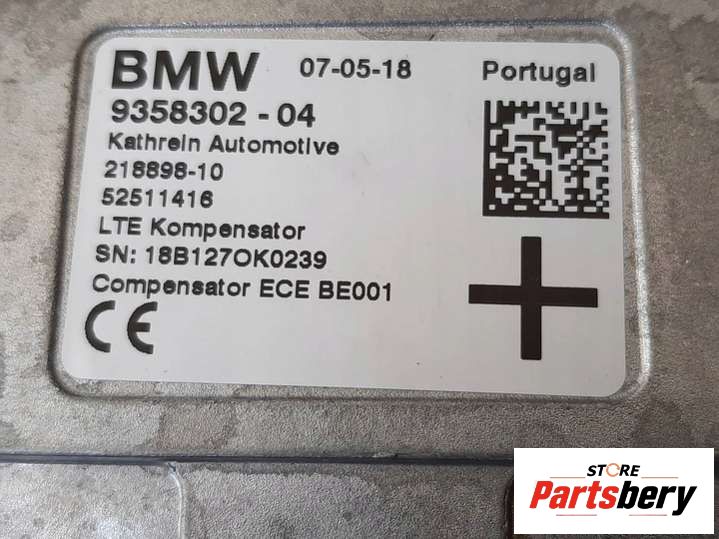 BMW 07-05-18 Portugal
9358302 - 04
Kathrein Automotive
218898-10
52511416
LTE Kompensator
SN: 18B127OK0239
Compensator ECE BE001
CE
STORE
Partsbery